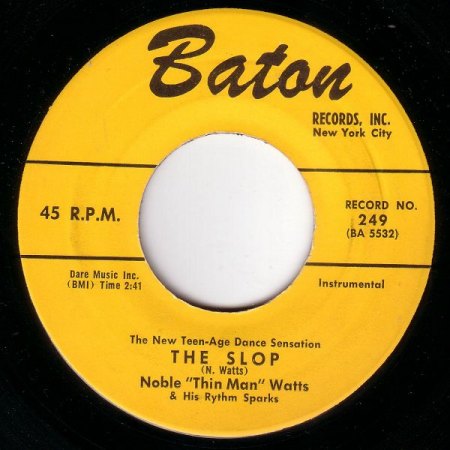 Baton
RECORDS, INC.
New York City
45 R.P.M.
RECORD NO.
249
(BA 5532)
Dare Music Inc.
(BMI) Time 2:41
Instrumental
The New Teen-Age Dance Sensation
THE SLOP
(N. Watts)
Noble "Thin Man" Watts
& His Rythm Sparks